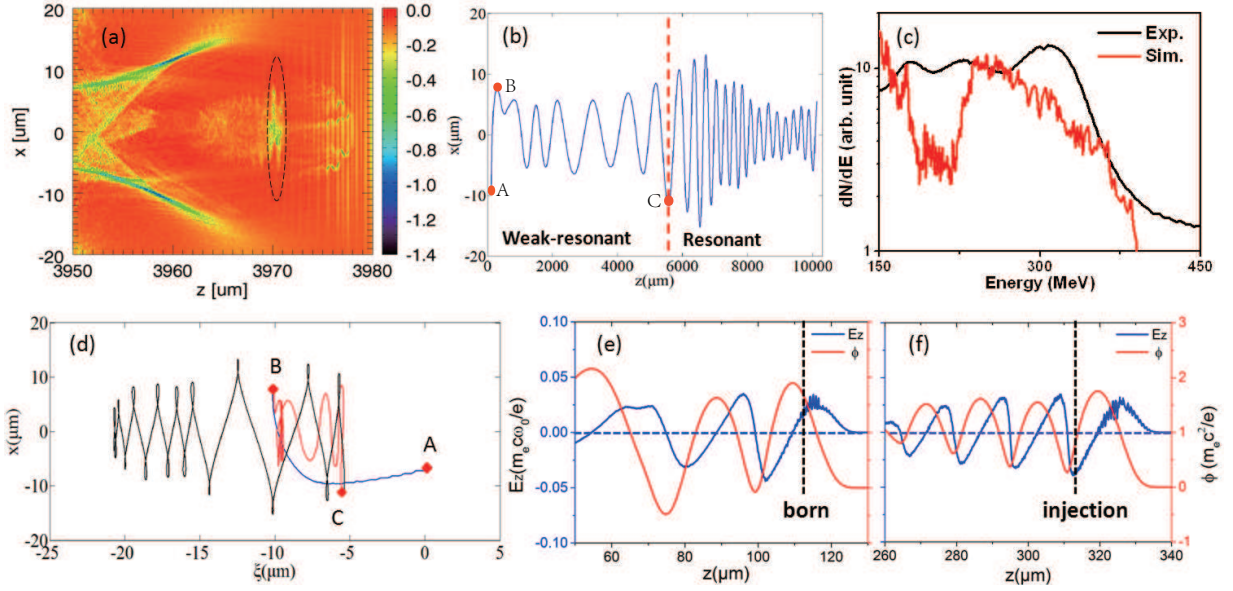 (a)
x [um]
20
10
0
-10
-20
3950
3960
3970
3980
z [um]
0.0
-0.2
-0.4
-0.6
-0.8
-1.0
-1.2
-1.4
(b)
x(μm)
20
10
0
-10
-20
A
B
C
Weak-resonant
Resonant
0
2000
4000
6000
8000
10000
z(μm)
(c)
dN/dE (arb. unit)
10
1
Exp.
Sim.
150
300
450
Energy (MeV)
(d)
x(μm)
20
10
0
-10
-20
B
A
C
-25
-20
-15
-10
-5
0
5
ξ(μm)
(e)
Ez(mₑcω₀/e)
0.10
0.05
0.00
-0.05
-0.10
Ez
ϕ
born
60
80
100
120
z(μm)
(f)
Ez
ϕ
injection
260
280
300
320
340
z(μm)
3
2
1
0
-1
ϕ (mₑc²/e)